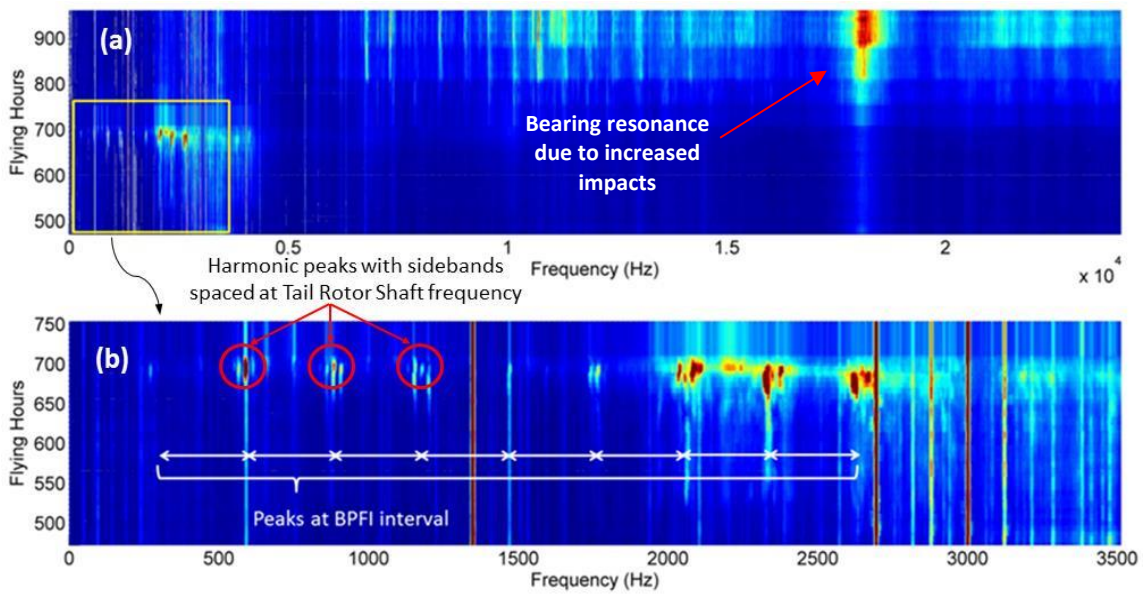 (a)
Flying Hours
900
800
700
600
500
Bearing resonance
due to increased
impacts
0
0.5
1
1.5
2
x 10⁴
Frequency (Hz)
Harmonic peaks with sidebands
spaced at Tail Rotor Shaft frequency
(b)
Flying Hours
750
700
650
600
550
500
Peaks at BPFI interval
0
500
1000
1500
2000
2500
3000
3500
Frequency (Hz)